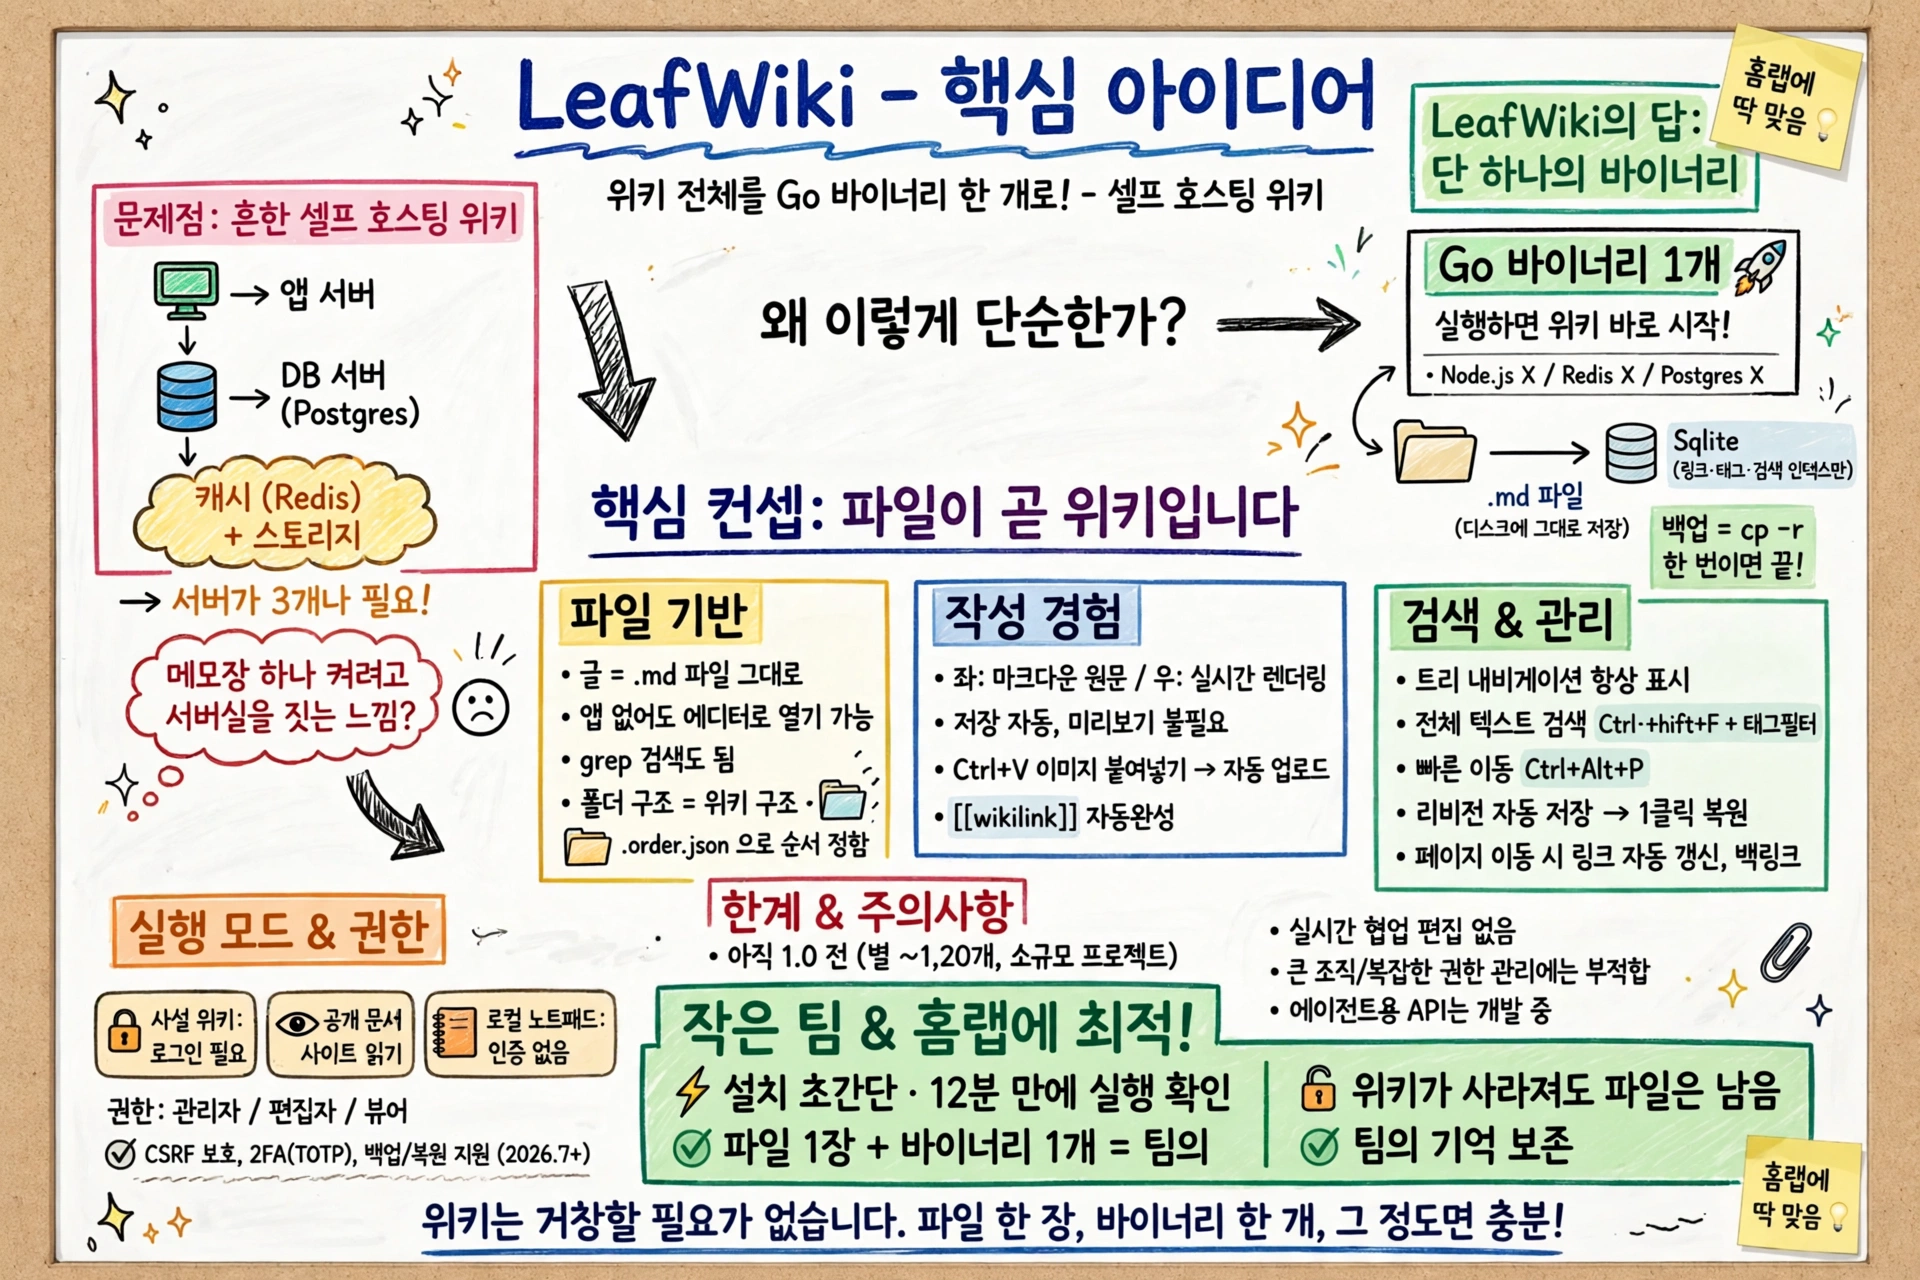 LeafWiki - 핵심 아이디어
위키 전체를 Go 바이너리 한 개로! - 셀프 호스팅 위키
홈랩에
딱 맞음
LeafWiki의 답:
단 하나의 바이너리
문제점: 흔한 셀프 호스팅 위키
앱 서버
DB 서버
(Postgres)
캐시 (Redis)
+ 스토리지
→ 서버가 3개나 필요!
메모장 하나 켜려고
서버실을 짓는 느낌?
왜 이렇게 단순한가?
Go 바이너리 1개
실행하면 위키 바로 시작!
• Node.js X / Redis X / Postgres X
.md 파일
(디스크에 그대로 저장)
Sqlite
(링크·태그·검색 인덱스만)
백업 = cp -r
한 번이면 끝!
핵심 컨셉: 파일이 곧 위키입니다
파일 기반
• 글 = .md 파일 그대로
• 앱 없어도 에디터로 열기 가능
• grep 검색도 됨
• 폴더 구조 = 위키 구조 ·
.order.json 으로 순서 정함
작성 경험
• 좌: 마크다운 원문 / 우: 실시간 렌더링
• 저장 자동, 미리보기 불필요
• Ctrl+V 이미지 붙여넣기 → 자동 업로드
• [[wikilink]] 자동완성
검색 & 관리
• 트리 내비게이션 항상 표시
• 전체 텍스트 검색 Ctrl·+hift+F + 태그필터
• 빠른 이동 Ctrl+Alt+P
• 리비전 자동 저장 → 1클릭 복원
• 페이지 이동 시 링크 자동 갱신, 백링크
실행 모드 & 권한
사설 위키:
로그인 필요
공개 문서
사이트 읽기
로컬 노트패드:
인증 없음
권한: 관리자 / 편집자 / 뷰어
CSRF 보호, 2FA(TOTP), 백업/복원 지원 (2026.7+)
한계 & 주의사항
• 아직 1.0 전 (별 ~1,20개, 소규모 프로젝트)
• 실시간 협업 편집 없음
• 큰 조직/복잡한 권한 관리에는 부적합
• 에이전트용 API는 개발 중
작은 팀 & 홈랩에 최적!
설치 초간단 · 12분 만에 실행 확인
파일 1장 + 바이너리 1개 = 팀의
위키가 사라져도 파일은 남음
팀의 기억 보존
홈랩에
딱 맞음
위키는 거창할 필요가 없습니다. 파일 한 장, 바이너리 한 개, 그 정도면 충분!